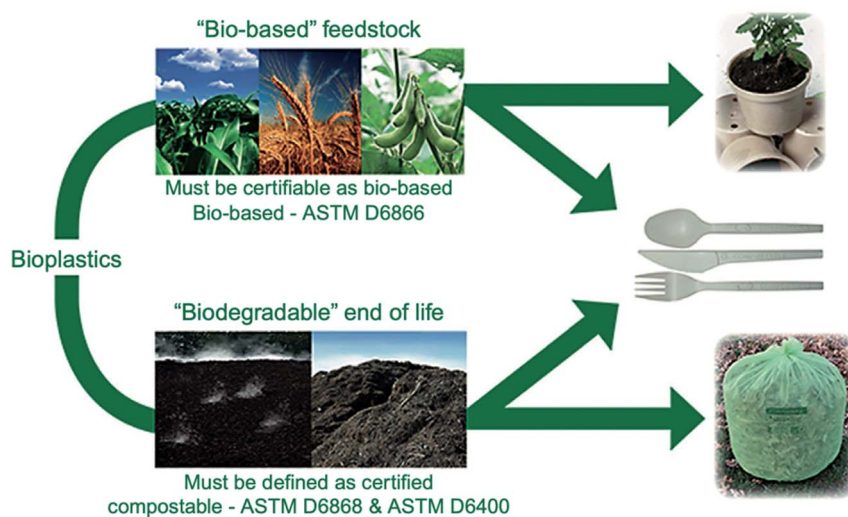 “Bio-based” feedstock
Must be certifiable as bio-based
Bio-based - ASTM D6866
Bioplastics
“Biodegradable” end of life
Must be defined as certified
compostable - ASTM D6868 & ASTM D6400